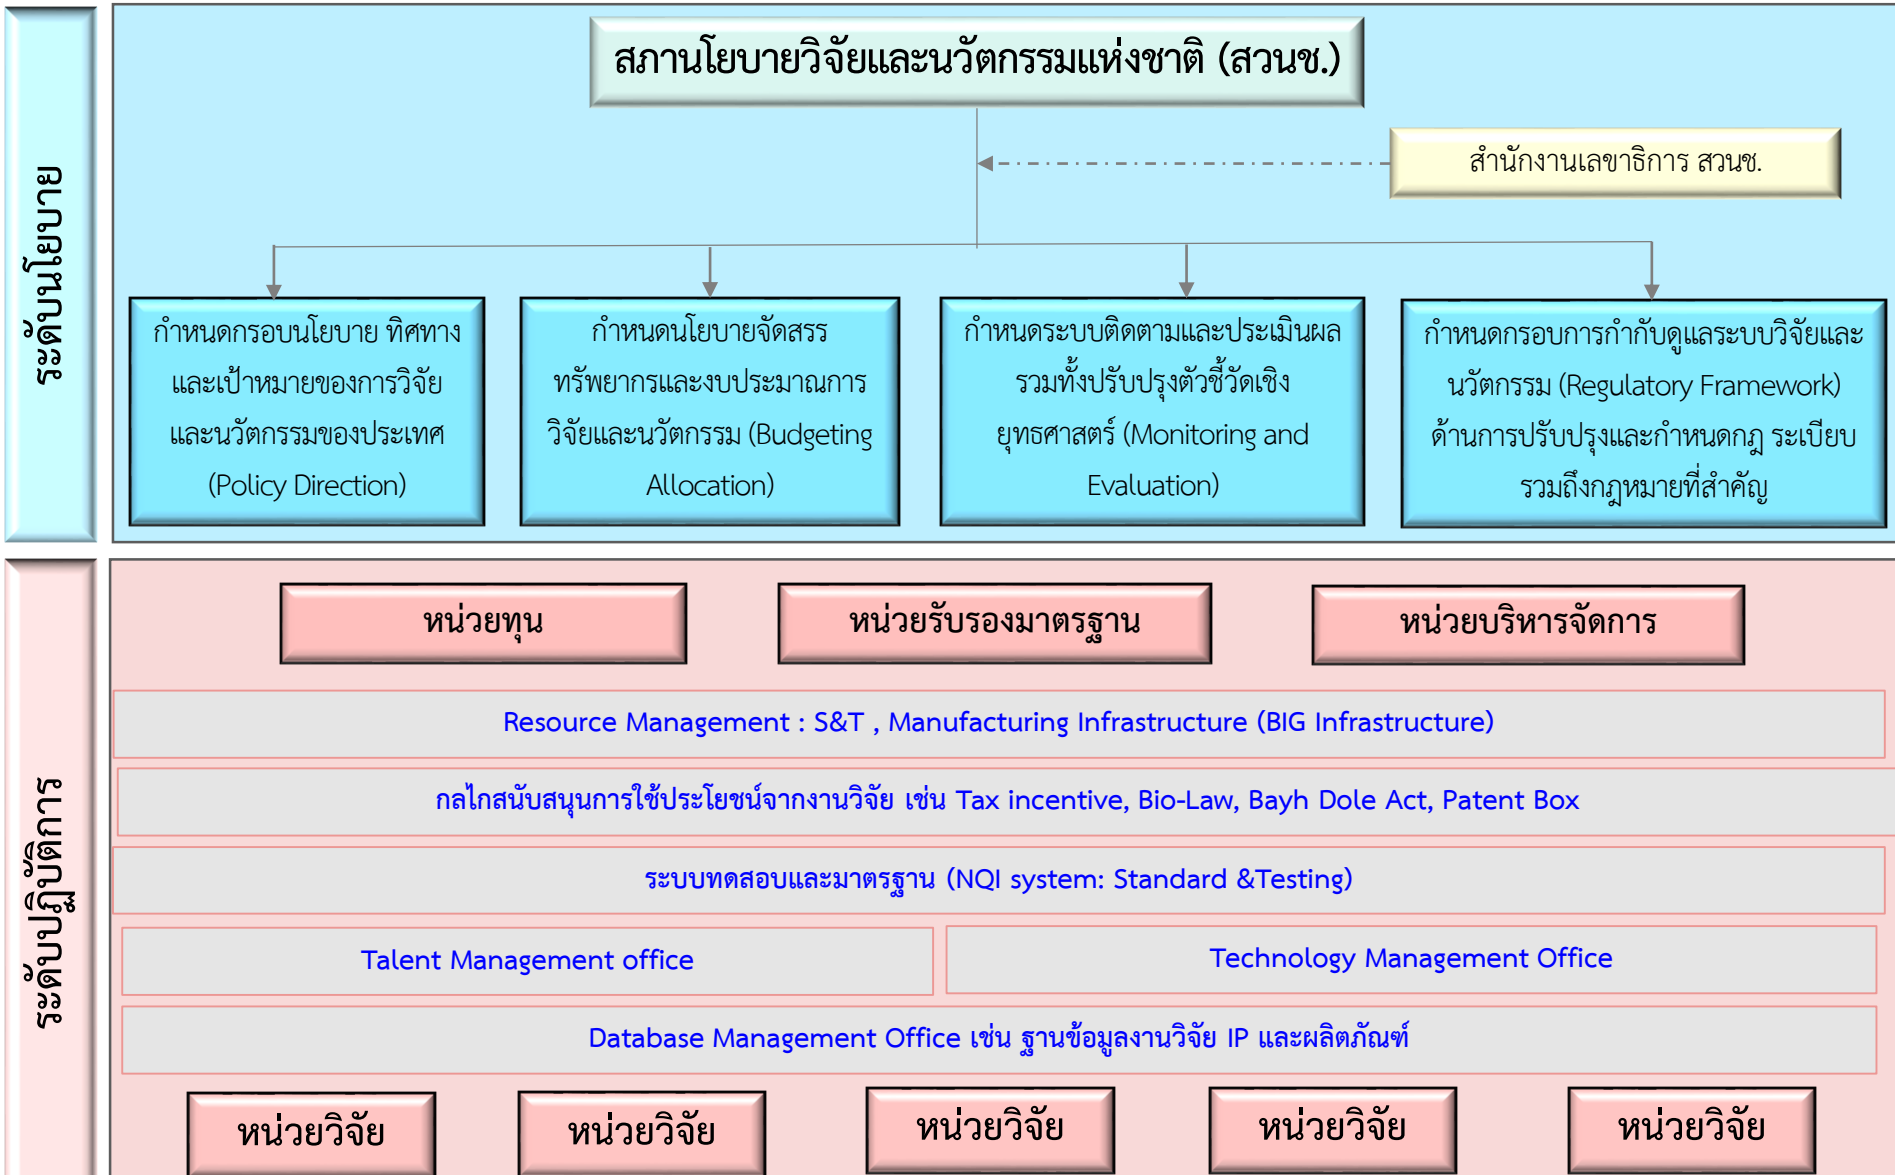 สภานโยบายวิจัยและนวัตกรรมแห่งชาติ (สวนช.)
สำนักงานเลขาธิการ สวนช.
ระดับนโยบาย
กำหนดกรอบนโยบาย ทิศทาง
และเป้าหมายของการวิจัย
และนวัตกรรมของประเทศ
(Policy Direction)
กำหนดนโยบายจัดสรร
ทรัพยากรและงบประมาณการ
วิจัยและนวัตกรรม (Budgeting
Allocation)
กำหนดระบบติดตามและประเมินผล
รวมทั้งปรับปรุงตัวชี้วัดเชิง
ยุทธศาสตร์ (Monitoring and
Evaluation)
กำหนดกรอบการกำกับดูแลระบบวิจัยและ
นวัตกรรม (Regulatory Framework)
ด้านการปรับปรุงและกำหนดกฎ ระเบียบ
รวมถึงกฎหมายที่สำคัญ
ระดับปฏิบัติการ
หน่วยทุน
หน่วยรับรองมาตรฐาน
หน่วยบริหารจัดการ
Resource Management : S&T , Manufacturing Infrastructure (BIG Infrastructure)
กลไกสนับสนุนการใช้ประโยชน์จากงานวิจัย เช่น Tax incentive, Bio-Law, Bayh Dole Act, Patent Box
ระบบทดสอบและมาตรฐาน (NQI system: Standard &Testing)
Talent Management office
Technology Management Office
Database Management Office เช่น ฐานข้อมูลงานวิจัย IP และผลิตภัณฑ์
หน่วยวิจัย
หน่วยวิจัย
หน่วยวิจัย
หน่วยวิจัย
หน่วยวิจัย